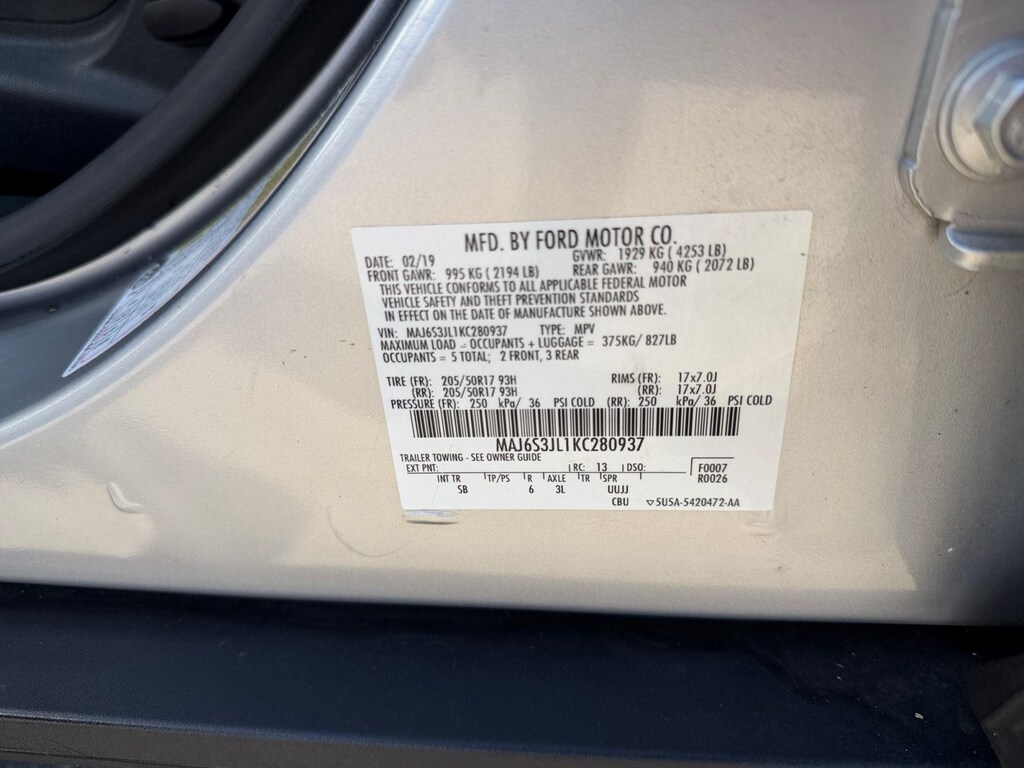 MFD. BY FORD MOTOR CO.
DATE: 02/19 GVWR: 1929 KG ( 4253 LB)
FRONT GAWR: 995 KG ( 2194 LB) REAR GAWR: 940 KG ( 2072 LB)
THIS VEHICLE CONFORMS TO ALL APPLICABLE FEDERAL MOTOR
VEHICLE SAFETY AND THEFT PREVENTION STANDARDS
IN EFFECT ON THE DATE OF MANUFACTURE SHOWN ABOVE.
VIN: MAJ6S3JL1KC280937 TYPE: MPV
MAXIMUM LOAD = OCCUPANTS + LUGGAGE = 375KG/ 827LB
OCCUPANTS = 5 TOTAL; 2 FRONT, 3 REAR
TIRE (FR): 205/50R17 93H RIMS (FR): 17x7.0J
(RR): 205/50R17 93H (RR): 17x7.0J
PRESSURE (FR): 250 kPa/ 36 PSI COLD (RR): 250 kPa/ 36 PSI COLD
MAJ6S3JL1KC280937
TRAILER TOWING - SEE OWNER GUIDE
EXT PNT: RC: 13 DSO: F0007
INT TR TP/PS R AXLE TR SPR R0026
SB 6 3L UUJJ
CBU ▽5U5A-5420472-AA